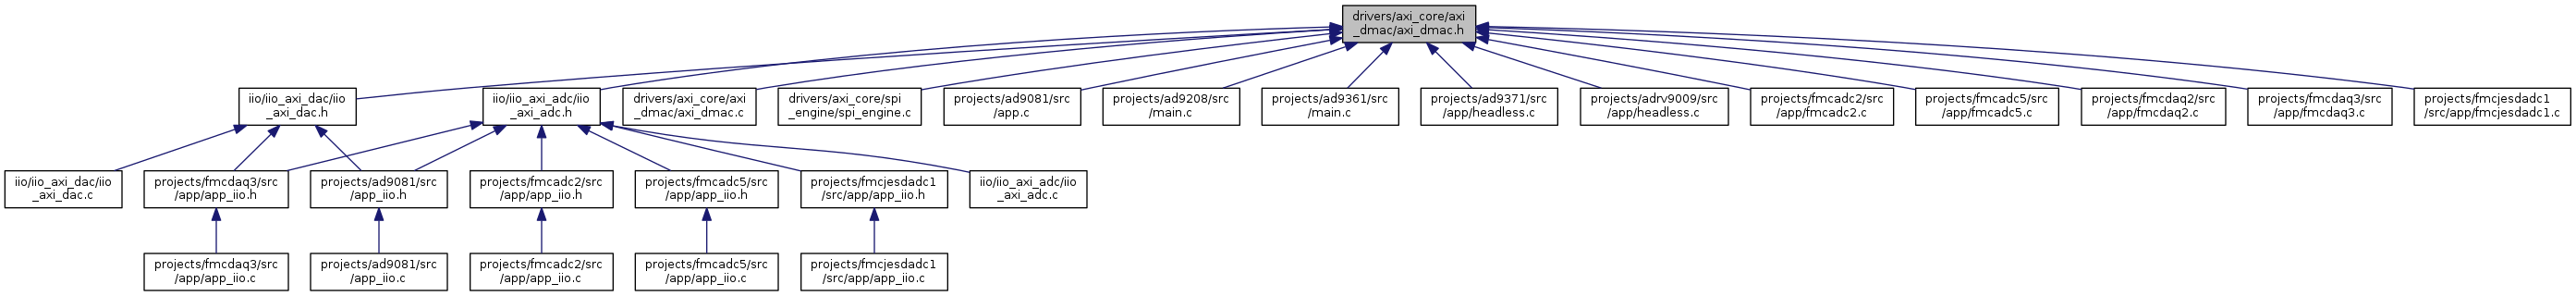 drivers/axi_core/axi
_dmac/axi_dmac.h
iio/iio_axi_dac/iio
_axi_dac.h
iio/iio_axi_adc/iio
_axi_adc.h
drivers/axi_core/axi
_dmac/axi_dmac.c
drivers/axi_core/spi
_engine/spi_engine.c
projects/ad9081/src
/app.c
projects/ad9208/src
/main.c
projects/ad9361/src
/main.c
projects/ad9371/src
/app/headless.c
projects/adrv9009/src
/app/headless.c
projects/fmcadc2/src
/app/fmcadc2.c
projects/fmcadc5/src
/app/fmcadc5.c
projects/fmcdaq2/src
/app/fmcdaq2.c
projects/fmcdaq3/src
/app/fmcdaq3.c
projects/fmcjesdadc1
/src/app/fmcjesdadc1.c
iio/iio_axi_dac/iio
_axi_dac.c
projects/fmcdaq3/src
/app/app_iio.h
projects/ad9081/src
/app_iio.h
projects/fmcadc2/src
/app/app_iio.h
projects/fmcadc5/src
/app/app_iio.h
projects/fmcjesdadc1
/src/app/app_iio.h
iio/iio_axi_adc/iio
_axi_adc.c
projects/fmcdaq3/src
/app/app_iio.c
projects/ad9081/src
/app_iio.c
projects/fmcadc2/src
/app/app_iio.c
projects/fmcadc5/src
/app/app_iio.c
projects/fmcjesdadc1
/src/app/app_iio.c